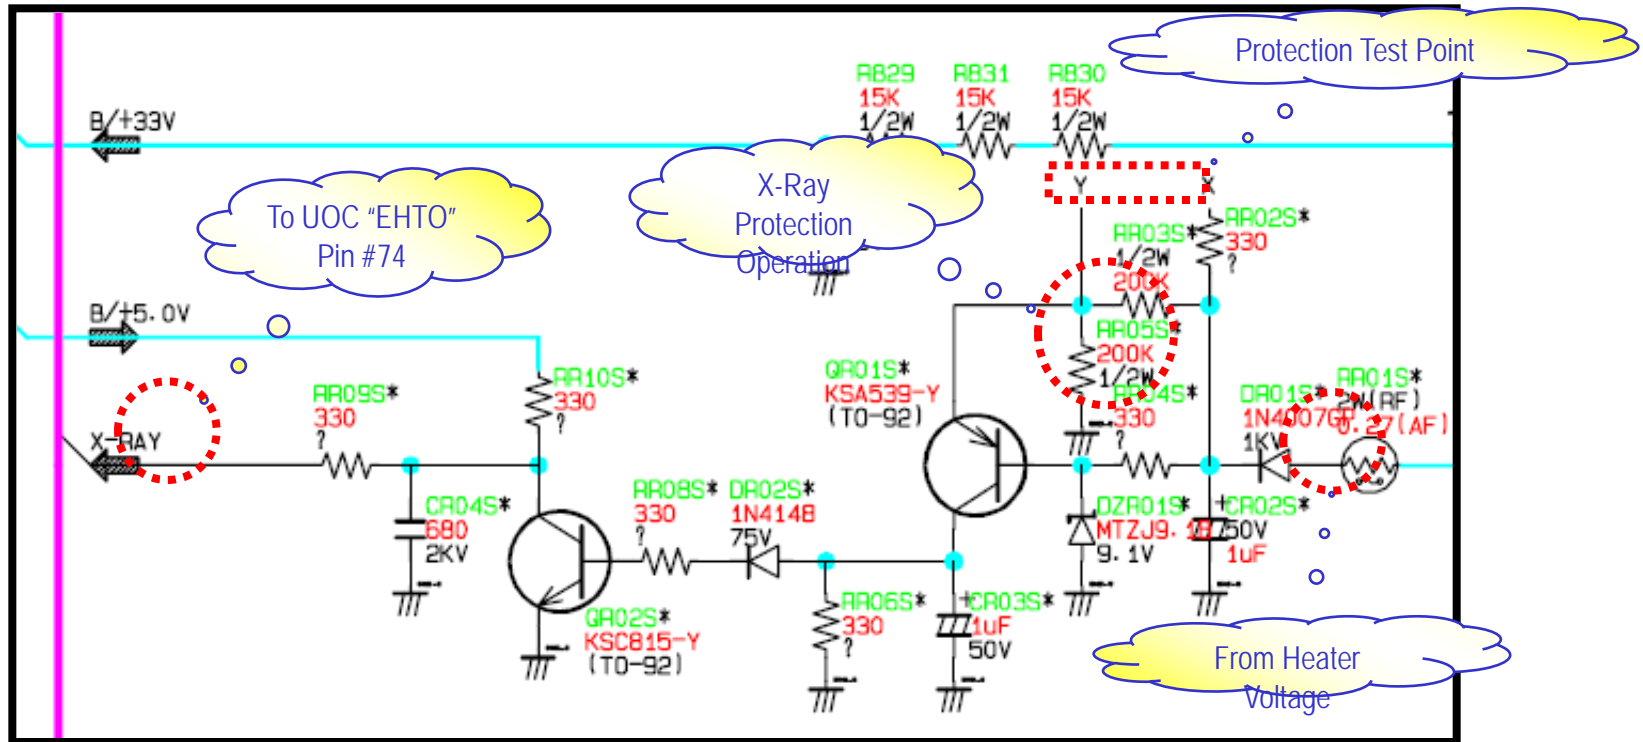 Protection Test Point
RB29
15K
1/2W
RB31
15K
1/2W
RB30
15K
1/2W
B/+33V
X-Ray
Protection
Operation
To UOC "EHTO"
Pin #74
Y
X
RR02S*
330
?
RR03S*
1/2W
200K
B/+5.0V
RR05S*
200K
1/2W
QR01S*
KSA539-Y
(TO-92)
RR04S*
330
?
DR01S*
1N4007GP
1KV
RR01S*
2W(RF)
0.27(AF)
RR09S*
330
?
RR10S*
330
?
X-RAY
CR04S*
680
2KV
RR08S*
330
?
DR02S*
1N4148
75V
DZR01S*
MTZJ9.1B
9.1V
+CR02S*
50V
1uF
QR02S*
KSC815-Y
(TO-92)
RR06S*
330
?
+CR03S*
1uF
50V
From Heater
Voltage